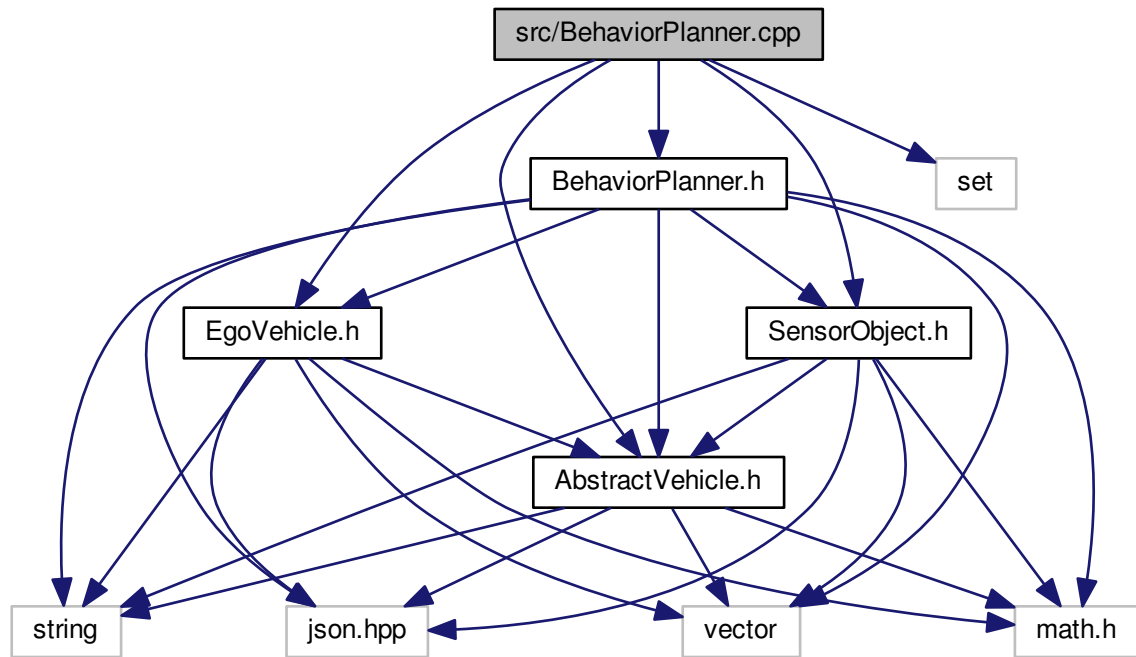 src/BehaviorPlanner.cpp
BehaviorPlanner.h
set
EgoVehicle.h
SensorObject.h
AbstractVehicle.h
string
json.hpp
vector
math.h